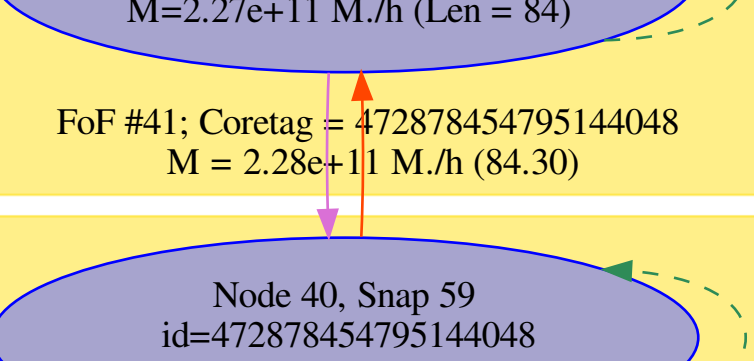 M=2.27e+11 M./h (Len = 84)
FoF #41; Coretag = 472878454795144048
M = 2.28e+11 M./h (84.30)
Node 40, Snap 59
id=472878454795144048